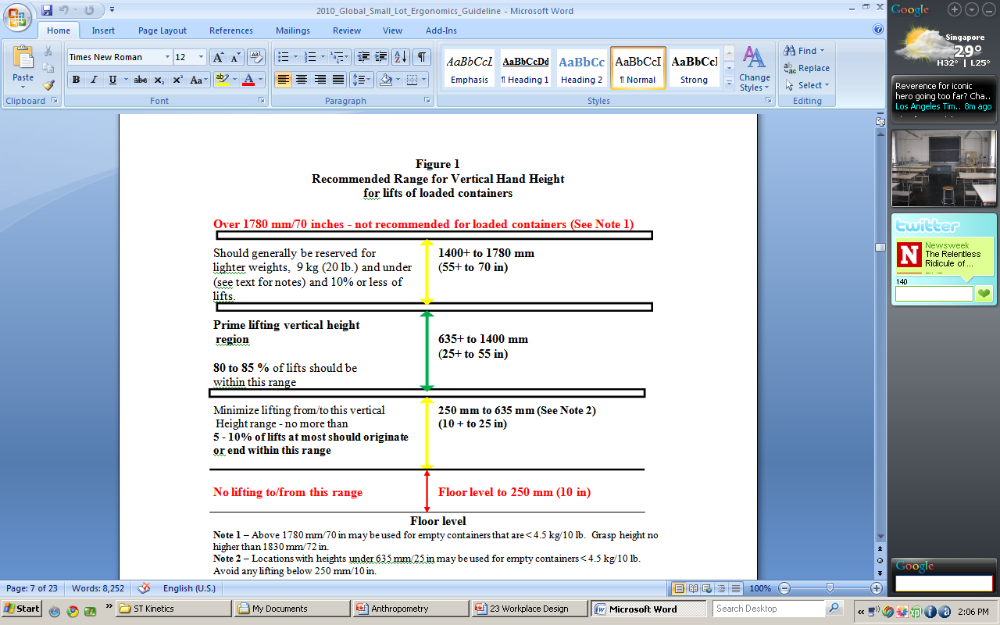 2010_Global_Small_Lot_Ergonomics_Guideline - Microsoft Word
Home Insert Page Layout References Mailings Review View Add-Ins
Paste
Clipboard
Times New Roman 12
Font
Paragraph
AaBbCcI AaBbCcDd AaBbCc AaBbCcI AaBbCcI
Emphasis ¶ Heading 1 Heading 2 ¶ Normal Strong
Change Styles
Styles
Find
Replace
Select
Editing
Figure 1
Recommended Range for Vertical Hand Height
for lifts of loaded containers
Over 1780 mm/70 inches - not recommended for loaded containers (See Note 1)
Should generally be reserved for
lighter weights, 9 kg (20 lb.) and under
(see text for notes) and 10% or less of
lifts.
1400+ to 1780 mm
(55+ to 70 in)
Prime lifting vertical height
region
80 to 85 % of lifts should be
within this range
635+ to 1400 mm
(25+ to 55 in)
Minimize lifting from/to this vertical
Height range - no more than
5 - 10% of lifts at most should originate
or end within this range
250 mm to 635 mm (See Note 2)
(10 + to 25 in)
No lifting to/from this range
Floor level to 250 mm (10 in)
Floor level
Note 1 – Above 1780 mm/70 in may be used for empty containers that are < 4.5 kg/10 lb. Grasp height no
higher than 1830 mm/72 in.
Note 2 – Locations with heights under 635 mm/25 in may be used for empty containers < 4.5 kg/10 lb.
Avoid any lifting below 250 mm/10 in.
Page: 7 of 23 Words: 8,252 English (U.S.) 100%
Start ST Kinetics My Documents Anthropometry 23 Workplace Design Microsoft Word Search Desktop 2:06 PM
Google
Singapore
29°
H32° | L25°
Reverence for iconic
hero going too far? Cha..
Los Angeles Tim.. 8m ago
twitter
N
Newsweek
The Relentless
Ridicule of ...
140
Google